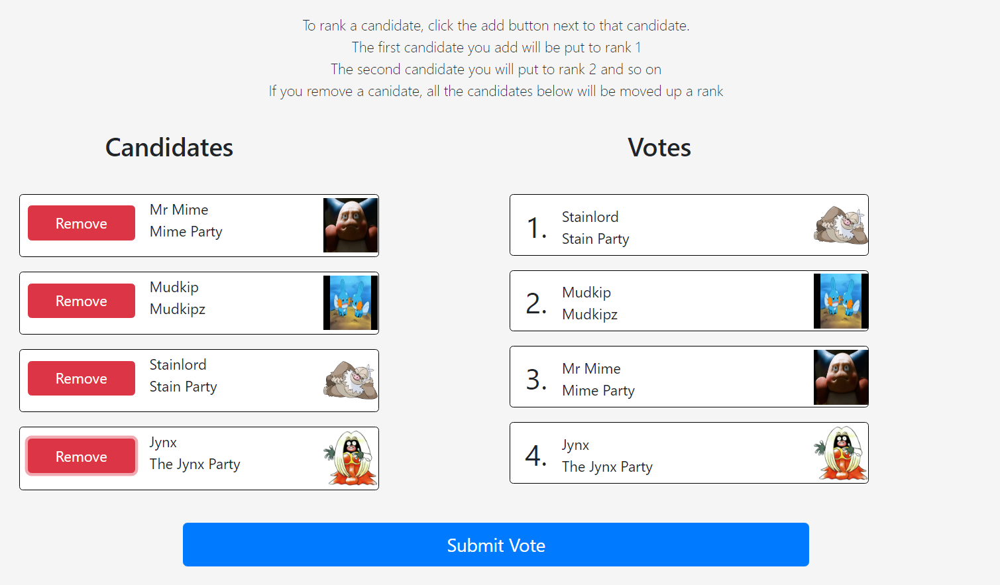 To rank a candidate, click the add button next to that candidate.
The first candidate you add will be put to rank 1
The second candidate you will put to rank 2 and so on
If you remove a canidate, all the candidates below will be moved up a rank
Candidates
Remove
Mr Mime
Mime Party
Remove
Mudkip
Mudkipz
Remove
Stainlord
Stain Party
Remove
Jynx
The Jynx Party
Votes
1.
Stainlord
Stain Party
2.
Mudkip
Mudkipz
3.
Mr Mime
Mime Party
4.
Jynx
The Jynx Party
Submit Vote